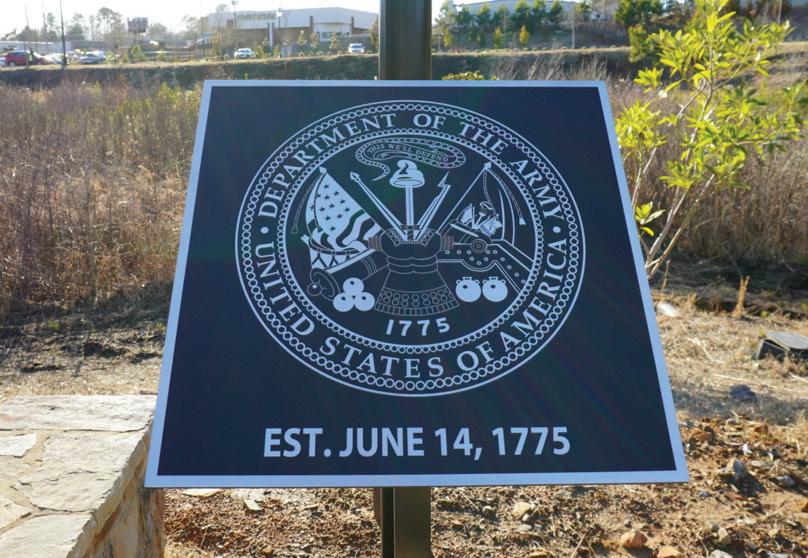 DEPARTMENT OF THE ARMY
THIS WE'LL DEFEND
1775
UNITED STATES OF AMERICA
EST. JUNE 14, 1775